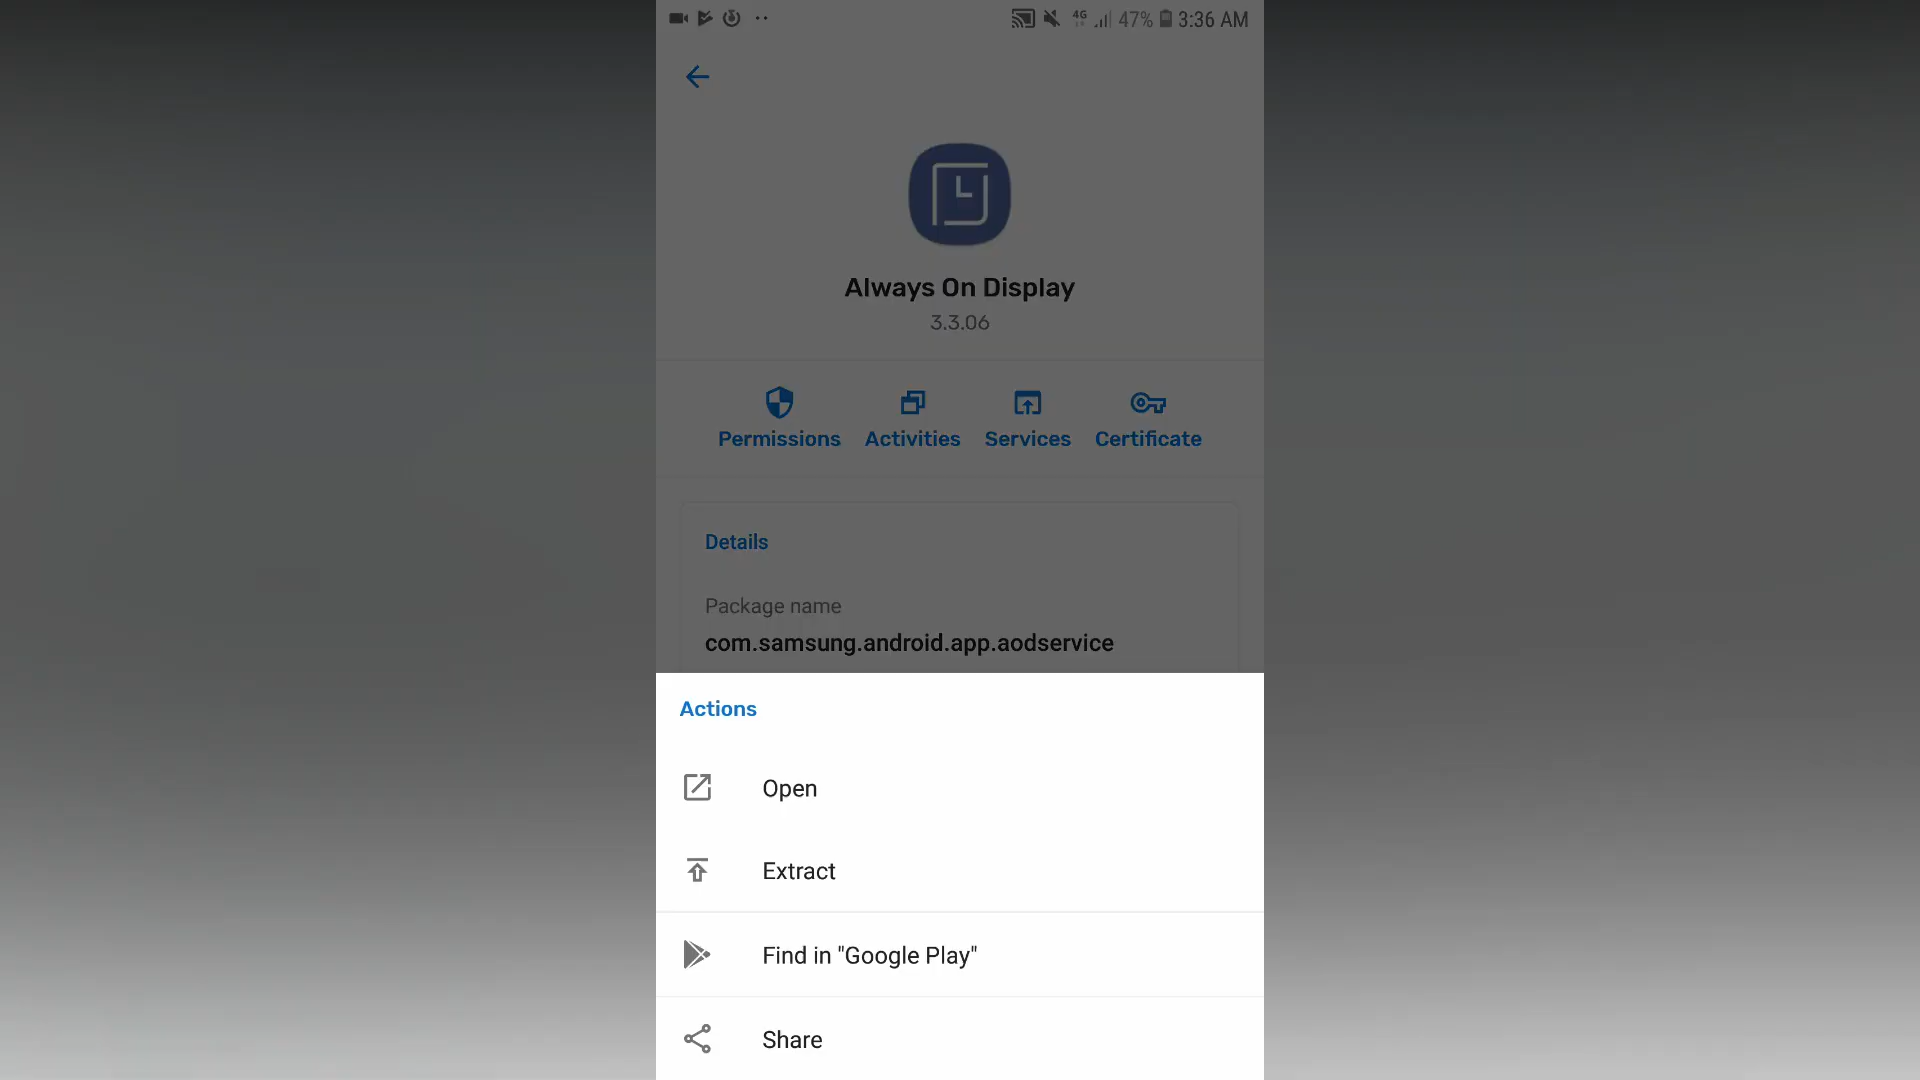 4G 47% 3:36 AM
Always On Display
3.3.06
Permissions Activities Services Certificate
Details
Package name
com.samsung.android.app.aodservice
Actions
Open
Extract
Find in "Google Play"
Share